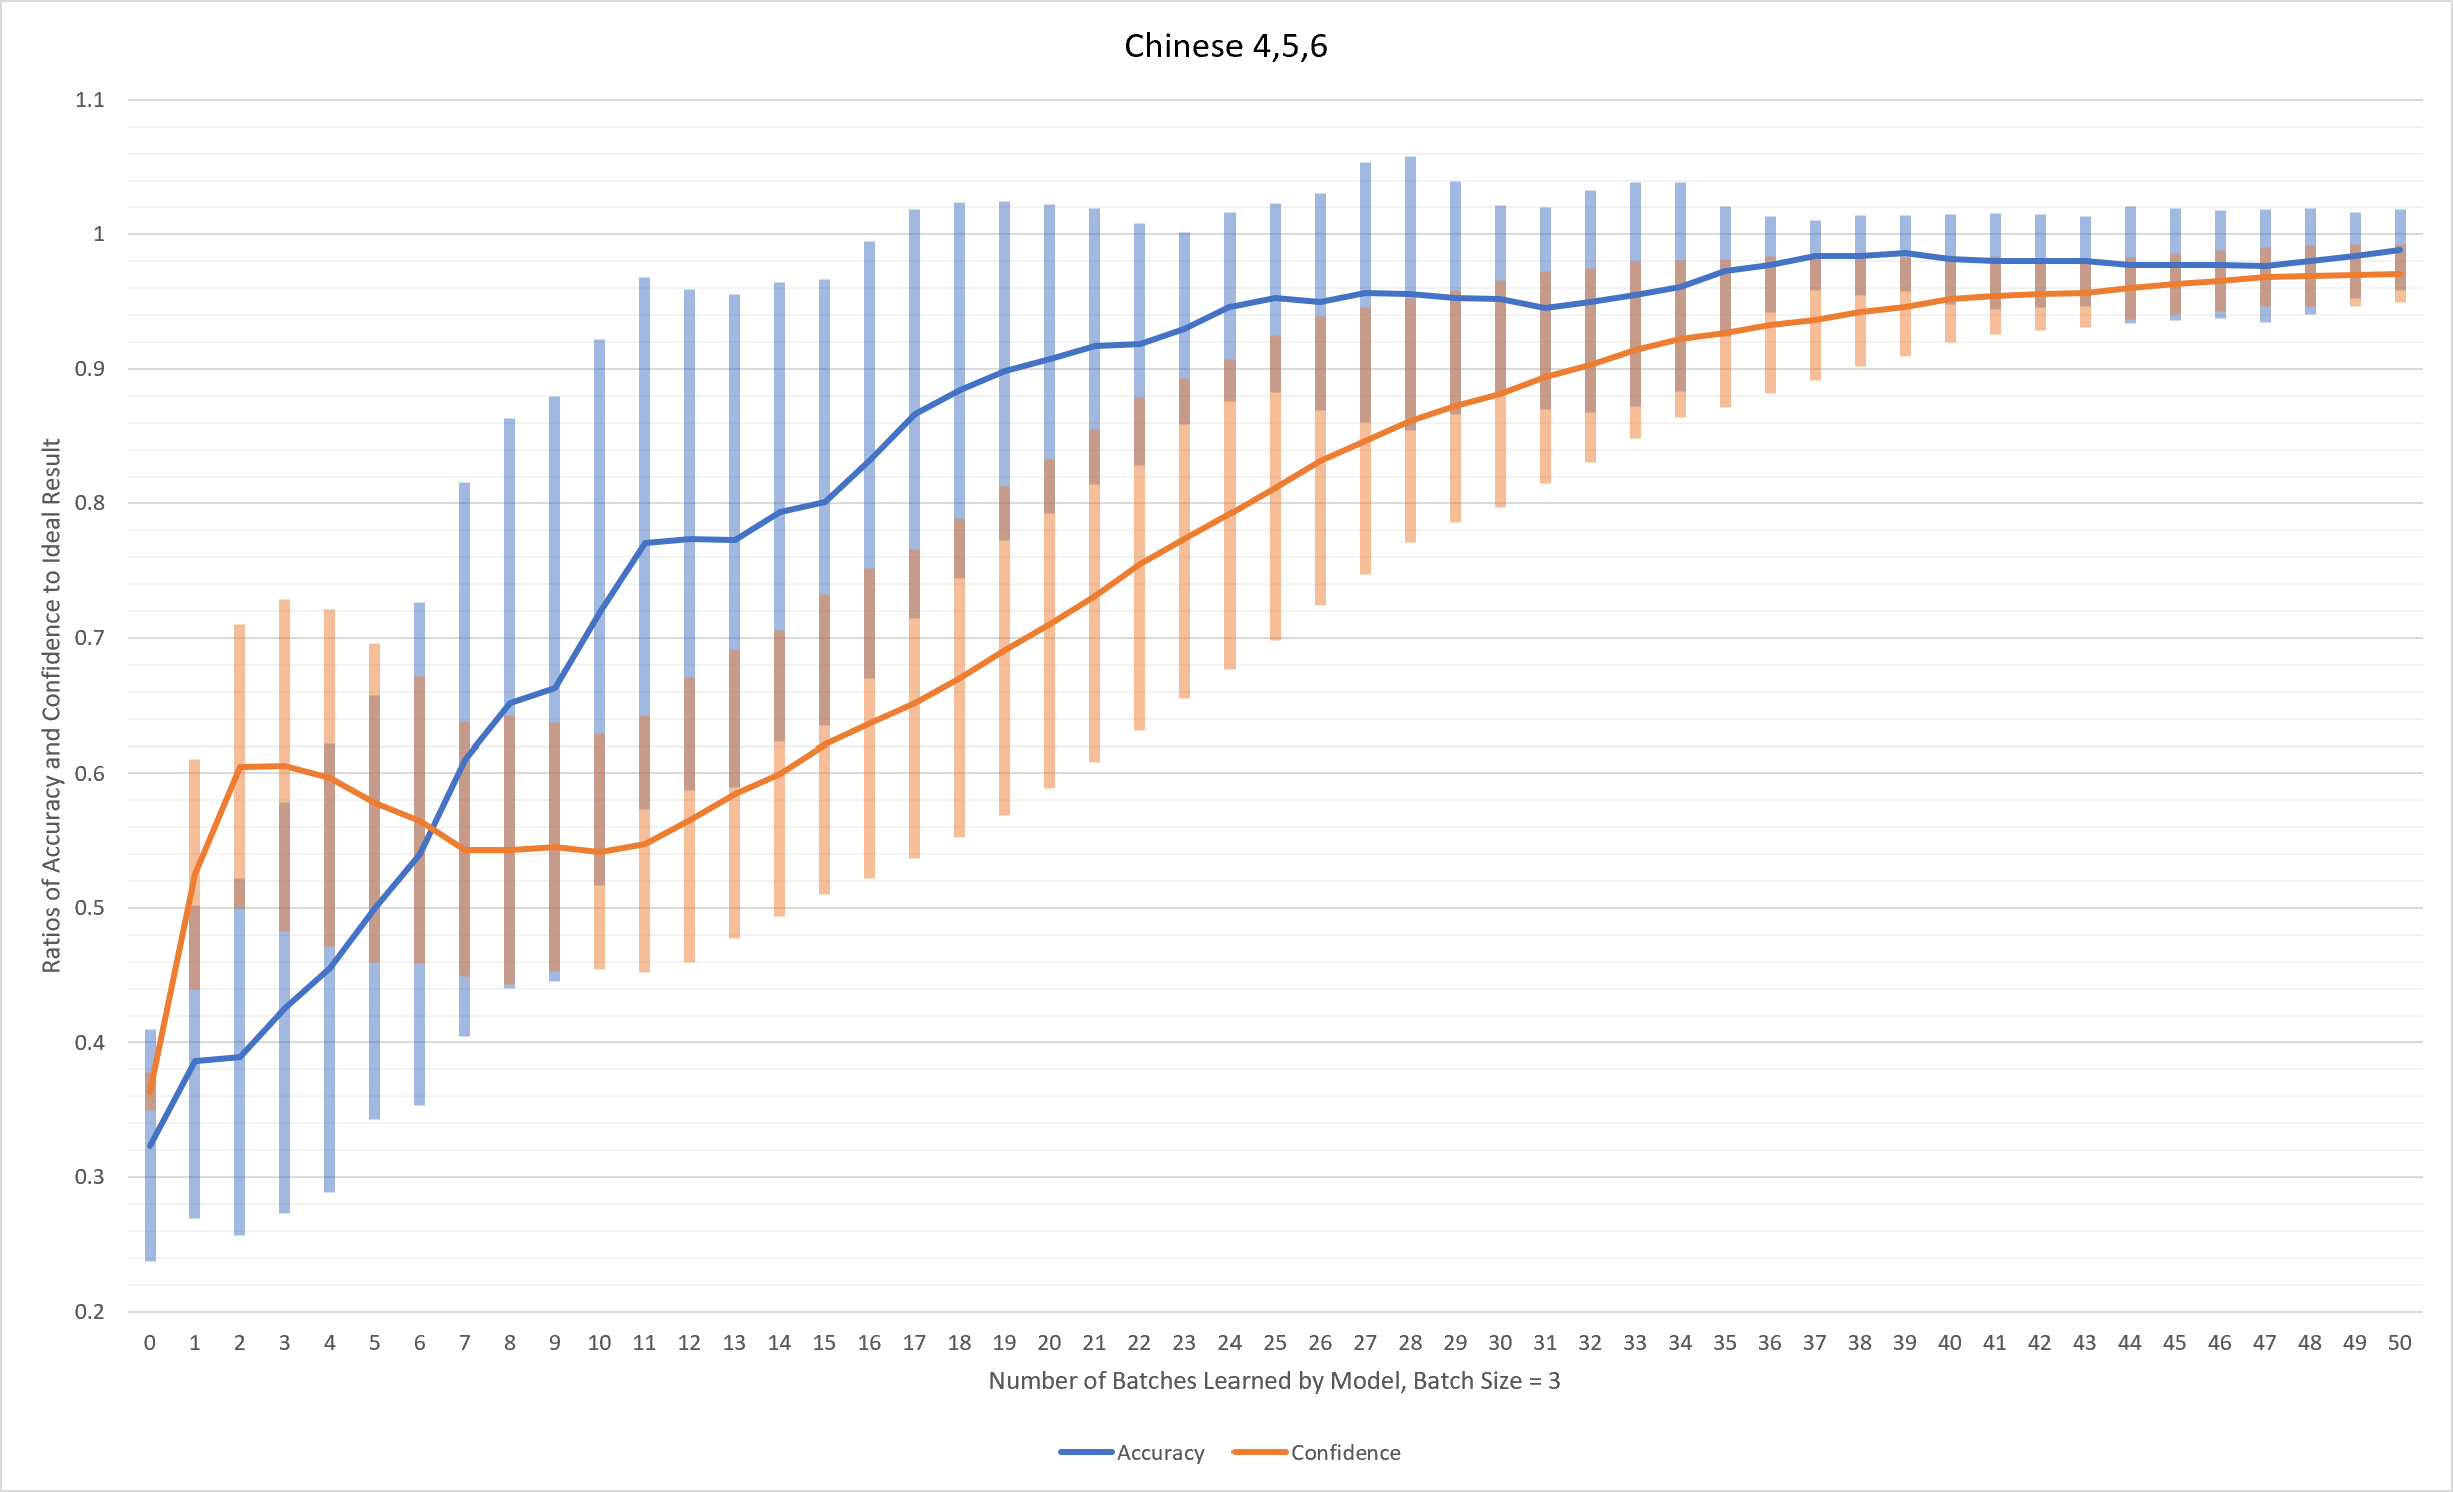 Chinese 4,5,6
Ratios of Accuracy and Confidence to Ideal Result
1.1
1
0.9
0.8
0.7
0.6
0.5
0.4
0.3
0.2
0 1 2 3 4 5 6 7 8 9 10 11 12 13 14 15 16 17 18 19 20 21 22 23 24 25 26 27 28 29 30 31 32 33 34 35 36 37 38 39 40 41 42 43 44 45 46 47 48 49 50
Number of Batches Learned by Model, Batch Size = 3
Accuracy Confidence